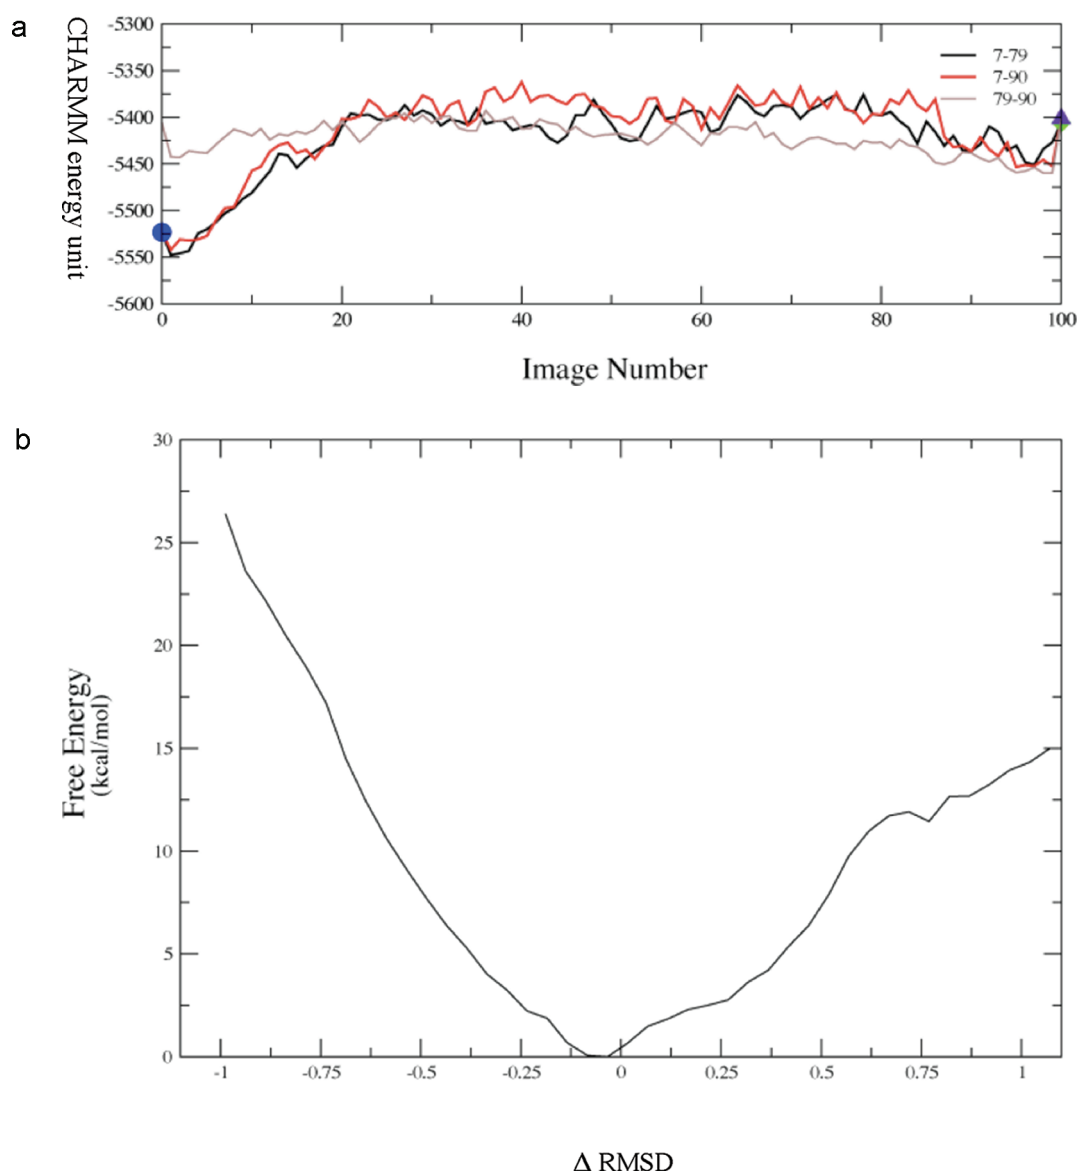 a
CHARMM energy unit
-5300
-5350
-5400
-5450
-5500
-5550
-5600
7-79
7-90
79-90
0 20 40 60 80 100
Image Number
b
Free Energy
(kcal/mol)
30
25
20
15
10
5
0
-1 -0.75 -0.5 -0.25 0 0.25 0.5 0.75 1
Δ RMSD